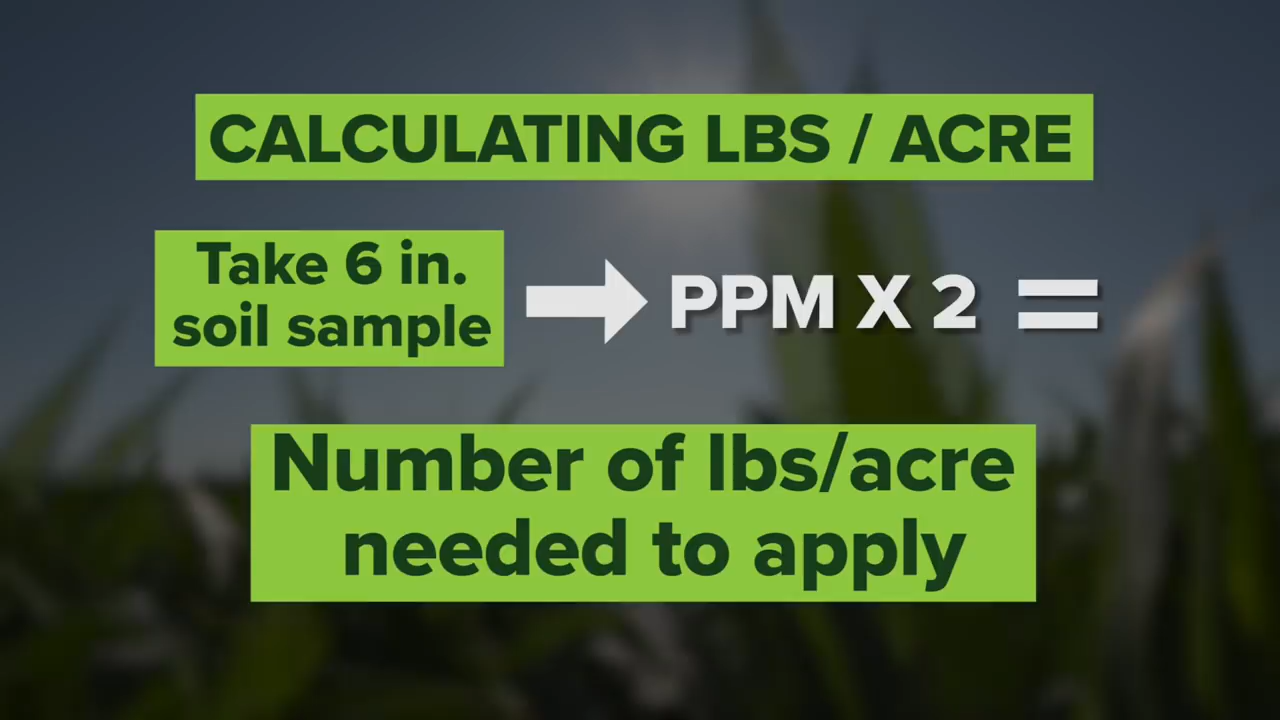 CALCULATING LBS / ACRE
Take 6 in.
soil sample
PPM X 2 =
Number of lbs/acre
needed to apply